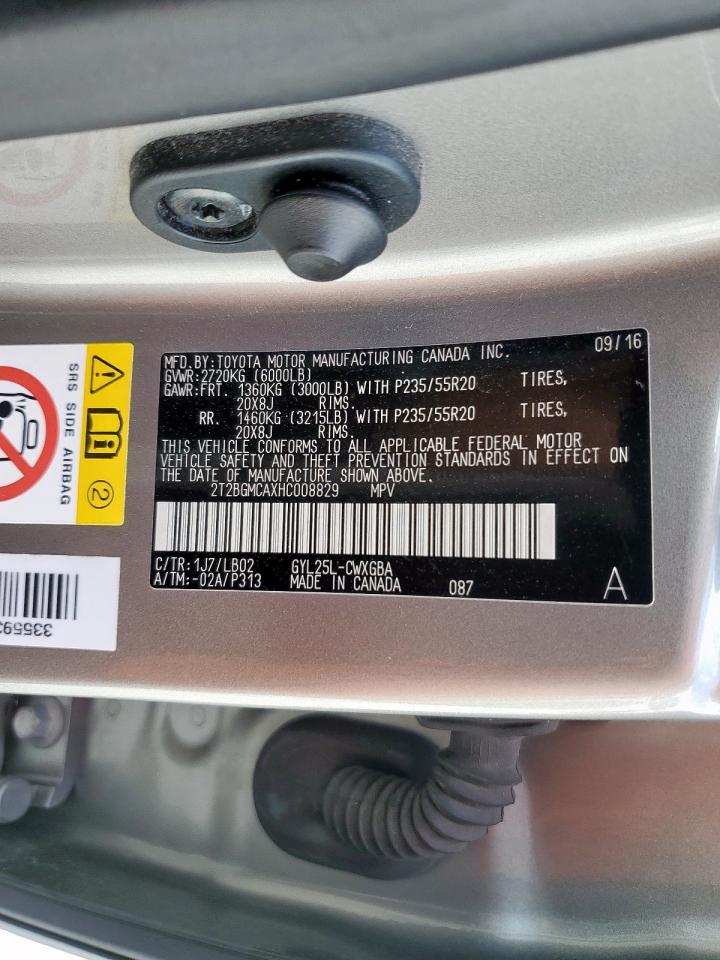 MFD.BY:TOYOTA MOTOR MANUFACTURING CANADA INC. 09/16
GVWR:2720KG (6000LB)
GAWR:FRT. 1360KG (3000LB) WITH P235/55R20 TIRES,
20X8J RIMS.
RR. 1460KG (3215LB) WITH P235/55R20 TIRES,
20X8J RIMS.
THIS VEHICLE CONFORMS TO ALL APPLICABLE FEDERAL MOTOR
VEHICLE SAFETY AND THEFT PREVENTION STANDARDS IN EFFECT ON
THE DATE OF MANUFACTURE SHOWN ABOVE.
2T2BGMCAXHC008829 MPV
C/TR:1J7/LB02 GYL25L-CWXGBA
A/TM:-02A/P313 MADE IN CANADA 087 A
SRS SIDE AIRBAG
2